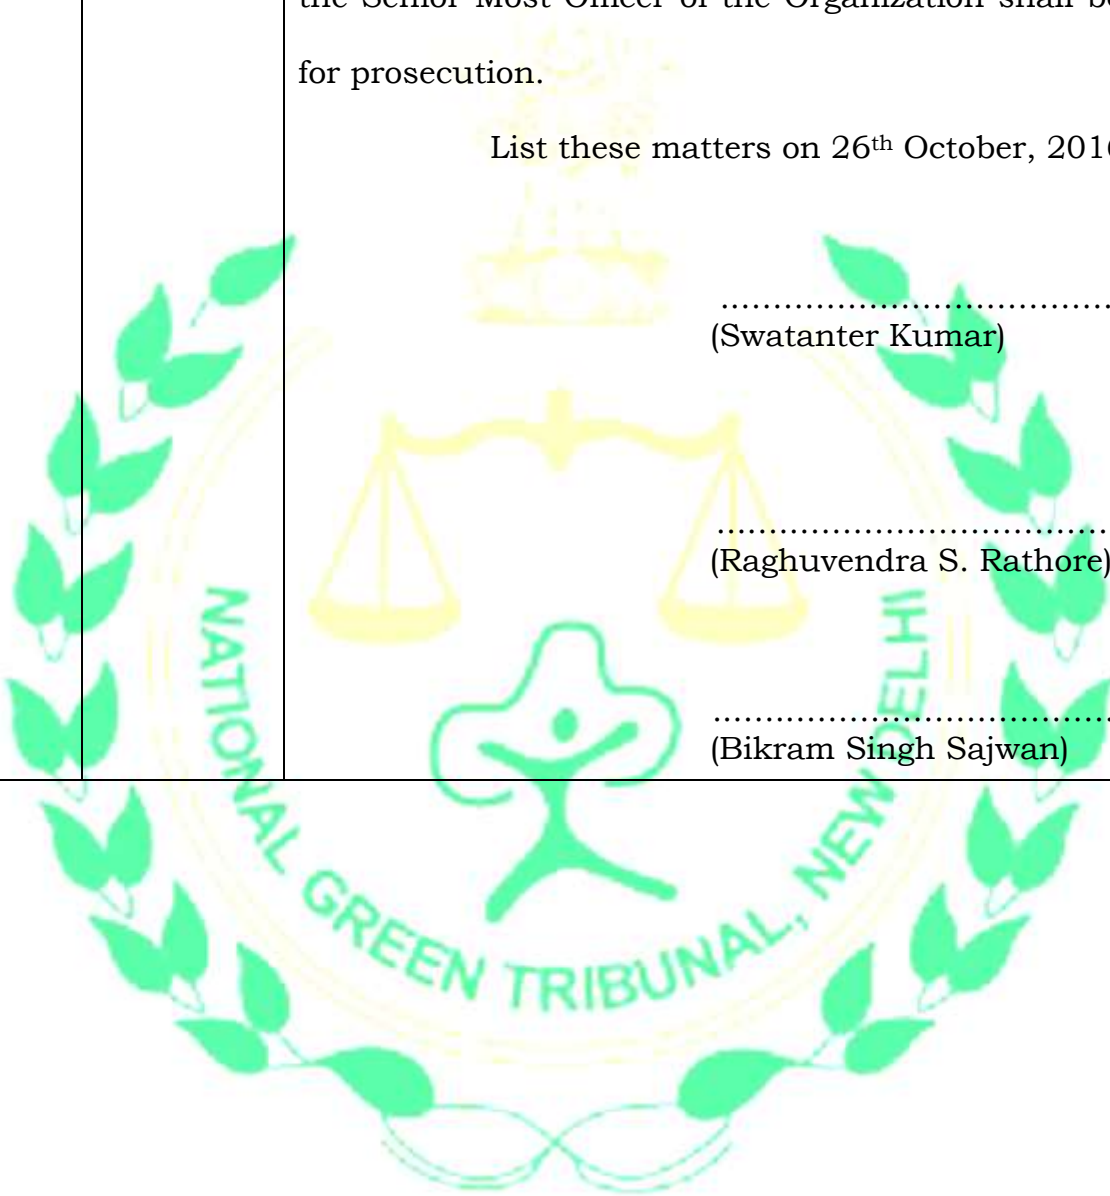 the Senior Most Officer of the Organization shall be
for prosecution.
List these matters on 26th October, 2016
....................................
(Swatanter Kumar)
....................................
(Raghuvendra S. Rathore)
....................................
(Bikram Singh Sajwan)
NATIONAL GREEN TRIBUNAL, NEW DELHI